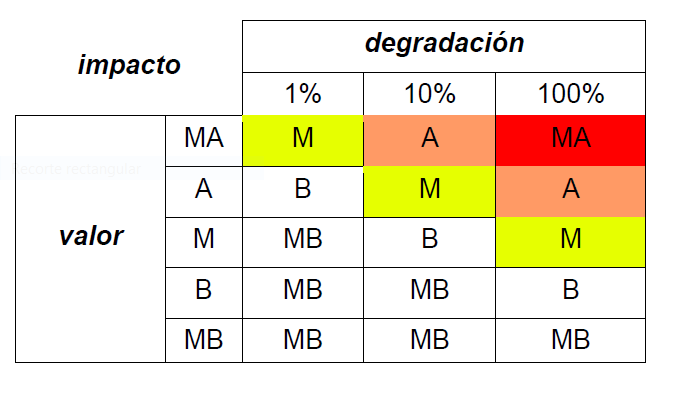 impacto
degradación
1% 10% 100%
valor
MA M A MA
A B M A
M MB B M
B MB MB B
MB MB MB MB
Recorte rectangular